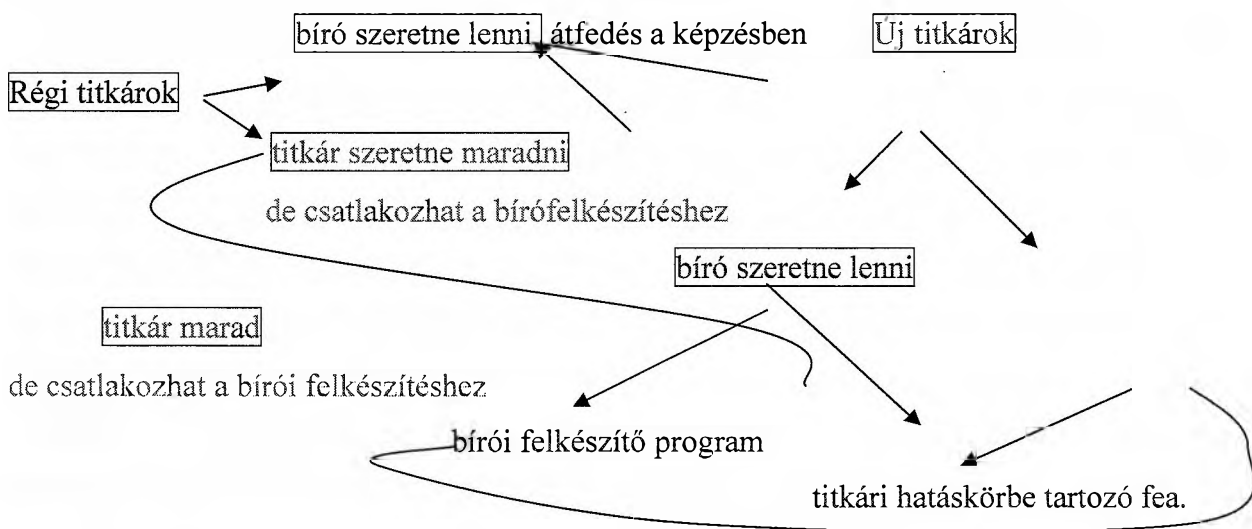 bíró szeretne lenni átfedés a képzésben Új titkárok
Régi titkárok
titkár szeretne maradni
de csatlakozhat a bírófelkészítéshez
bíró szeretne lenni
titkár marad
de csatlakozhat a bírói felkészítéshez
bírói felkészítő program
titkári hatáskörbe tartozó fea.